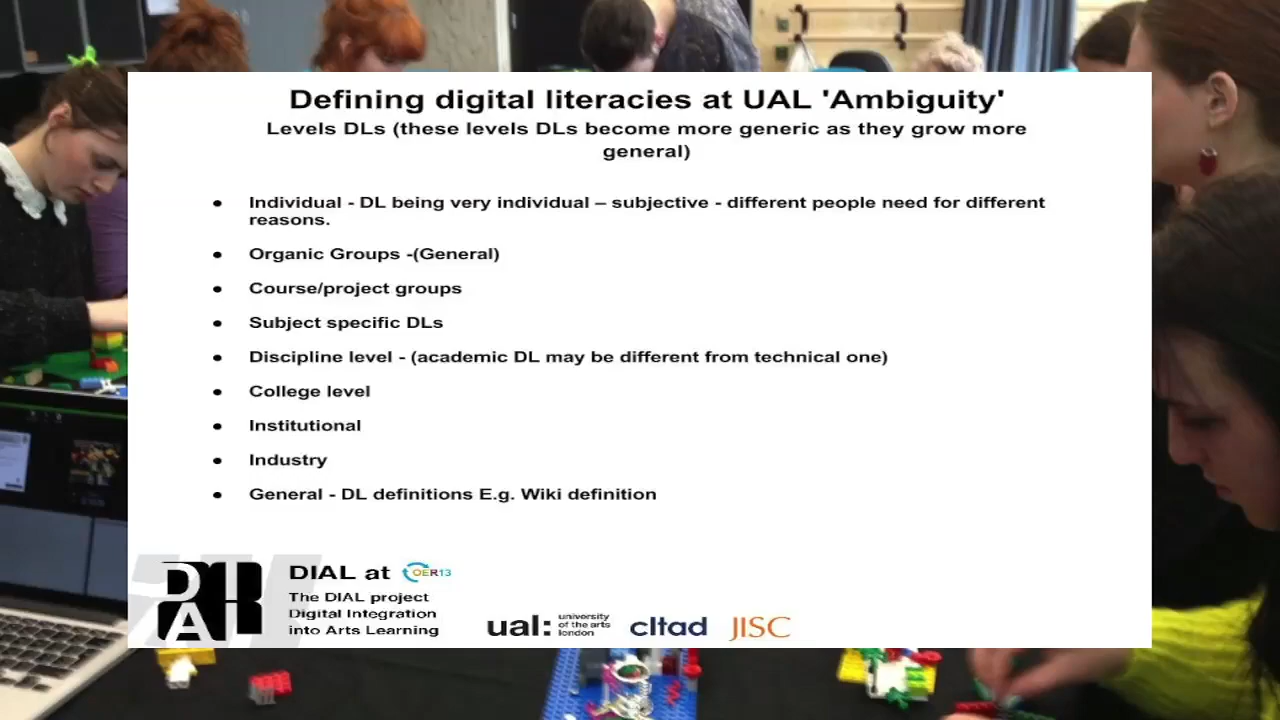 Defining digital literacies at UAL 'Ambiguity'
Levels DLs (these levels DLs become more generic as they grow more
general)
• Individual - DL being very individual – subjective - different people need for different
reasons.
• Organic Groups -(General)
• Course/project groups
• Subject specific DLs
• Discipline level - (academic DL may be different from technical one)
• College level
• Institutional
• Industry
• General - DL definitions E.g. Wiki definition
DIAL
DIAL at OER13
The DIAL project
Digital Integration
into Arts Learning
ual: university
of the arts
london
cltad
JISC